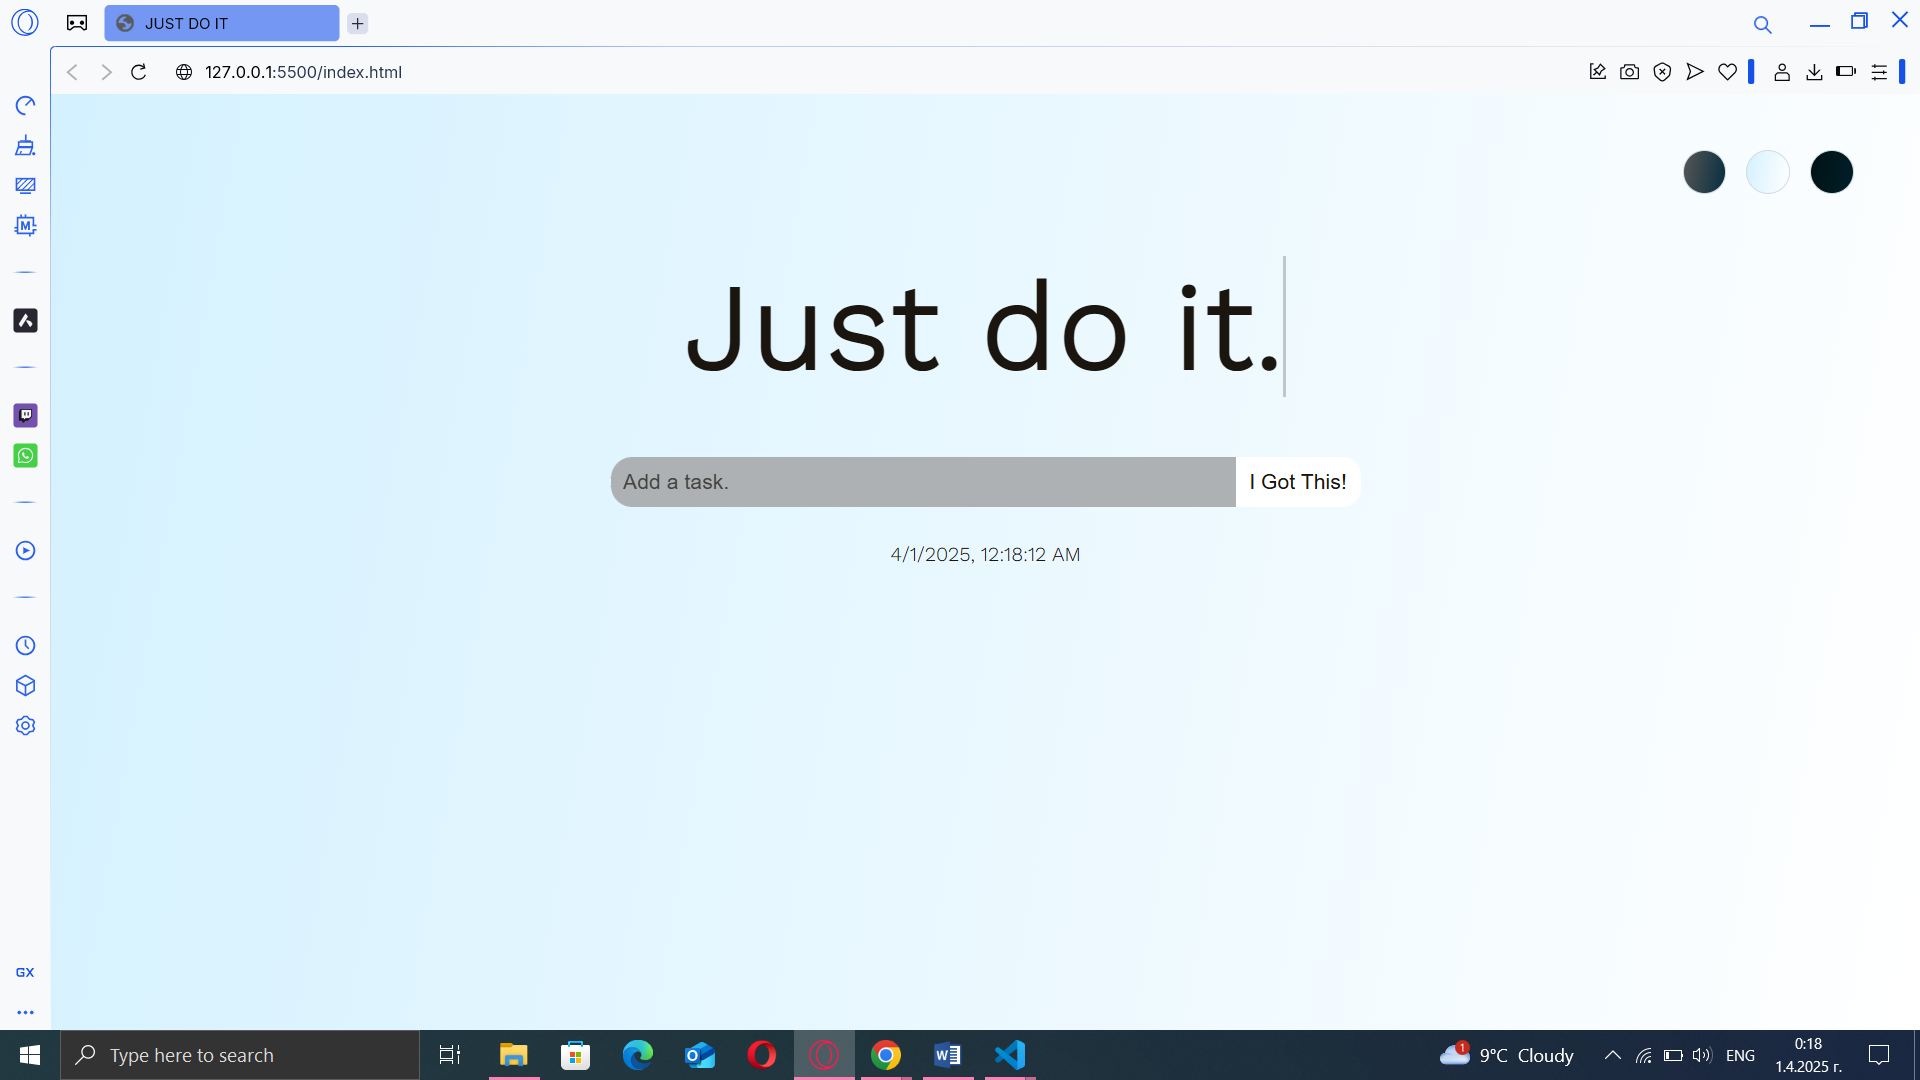 JUST DO IT
127.0.0.1:5500/index.html
M
Just do it.
Add a task.
I Got This!
4/1/2025, 12:18:12 AM
GX
Type here to search
1
9°C Cloudy
ENG
0:18
1.4.2025 г.